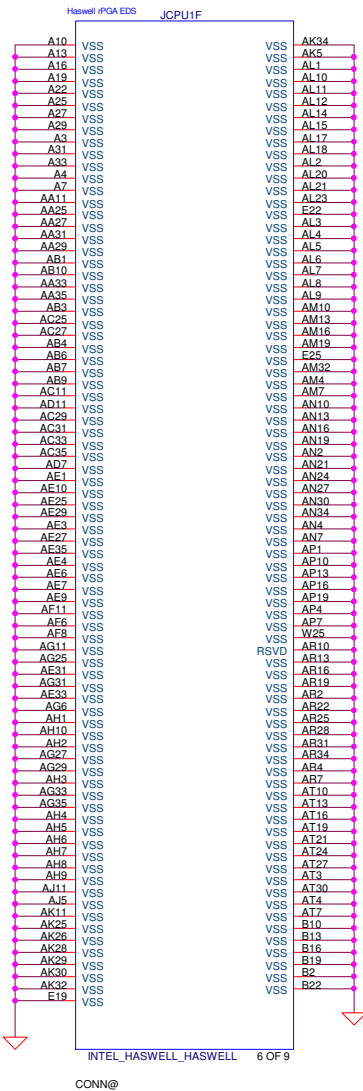 Haswell rPGA EDS
JCPU1F
A10 VSS VSS AK34
A13 VSS VSS AK5
A16 VSS VSS AL1
A19 VSS VSS AL10
A22 VSS VSS AL11
A25 VSS VSS AL12
A27 VSS VSS AL14
A29 VSS VSS AL15
A3 VSS VSS AL17
A31 VSS VSS AL18
A33 VSS VSS AL2
A4 VSS VSS AL20
A7 VSS VSS AL21
AA11 VSS VSS AL23
AA25 VSS VSS E22
AA27 VSS VSS AL3
AA31 VSS VSS AL4
AA29 VSS VSS AL5
AB1 VSS VSS AL6
AB10 VSS VSS AL7
AA33 VSS VSS AL8
AA35 VSS VSS AL9
AB3 VSS VSS AM10
AC25 VSS VSS AM13
AC27 VSS VSS AM16
AB4 VSS VSS AM19
AB6 VSS VSS E25
AB7 VSS VSS AM32
AB9 VSS VSS AM4
AC11 VSS VSS AM7
AD11 VSS VSS AN10
AC29 VSS VSS AN13
AC31 VSS VSS AN16
AC33 VSS VSS AN19
AC35 VSS VSS AN2
AD7 VSS VSS AN21
AE1 VSS VSS AN24
AE10 VSS VSS AN27
AE25 VSS VSS AN30
AE29 VSS VSS AN34
AE3 VSS VSS AN4
AE27 VSS VSS AN7
AE35 VSS VSS AP1
AE4 VSS VSS AP10
AE6 VSS VSS AP13
AE7 VSS VSS AP16
AE9 VSS VSS AP19
AF11 VSS VSS AP4
AF6 VSS VSS AP7
AF8 VSS VSS W25
AG11 VSS RSVD AR10
AG25 VSS VSS AR13
AE31 VSS VSS AR16
AG31 VSS VSS AR19
AE33 VSS VSS AR2
AG6 VSS VSS AR22
AH1 VSS VSS AR25
AH10 VSS VSS AR28
AH2 VSS VSS AR31
AG27 VSS VSS AR34
AG29 VSS VSS AR4
AH3 VSS VSS AR7
AG33 VSS VSS AT10
AG35 VSS VSS AT13
AH4 VSS VSS AT16
AH5 VSS VSS AT19
AH6 VSS VSS AT21
AH7 VSS VSS AT24
AH8 VSS VSS AT27
AH9 VSS VSS AT3
AJ11 VSS VSS AT30
AJ5 VSS VSS AT4
AK11 VSS VSS AT7
AK25 VSS VSS B10
AK26 VSS VSS B13
AK28 VSS VSS B16
AK29 VSS VSS B19
AK30 VSS VSS B2
AK32 VSS VSS B22
E19 VSS
INTEL_HASWELL_HASWELL 6 OF 9
CONN@